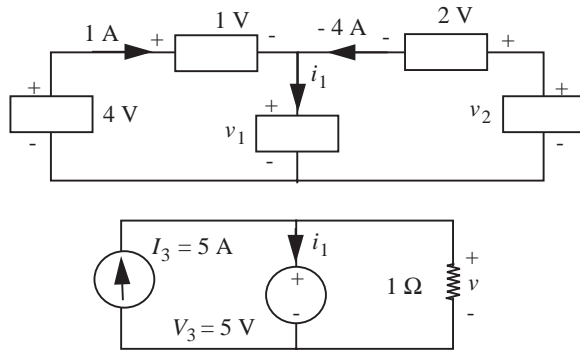 1 A + 1 V - - 4 A - 2 V +
+ 4 V -
i1
+ v1 -
+ v2 -
I3 = 5 A
i1
V3 = 5 V
+ -
1 Ω
+ v -